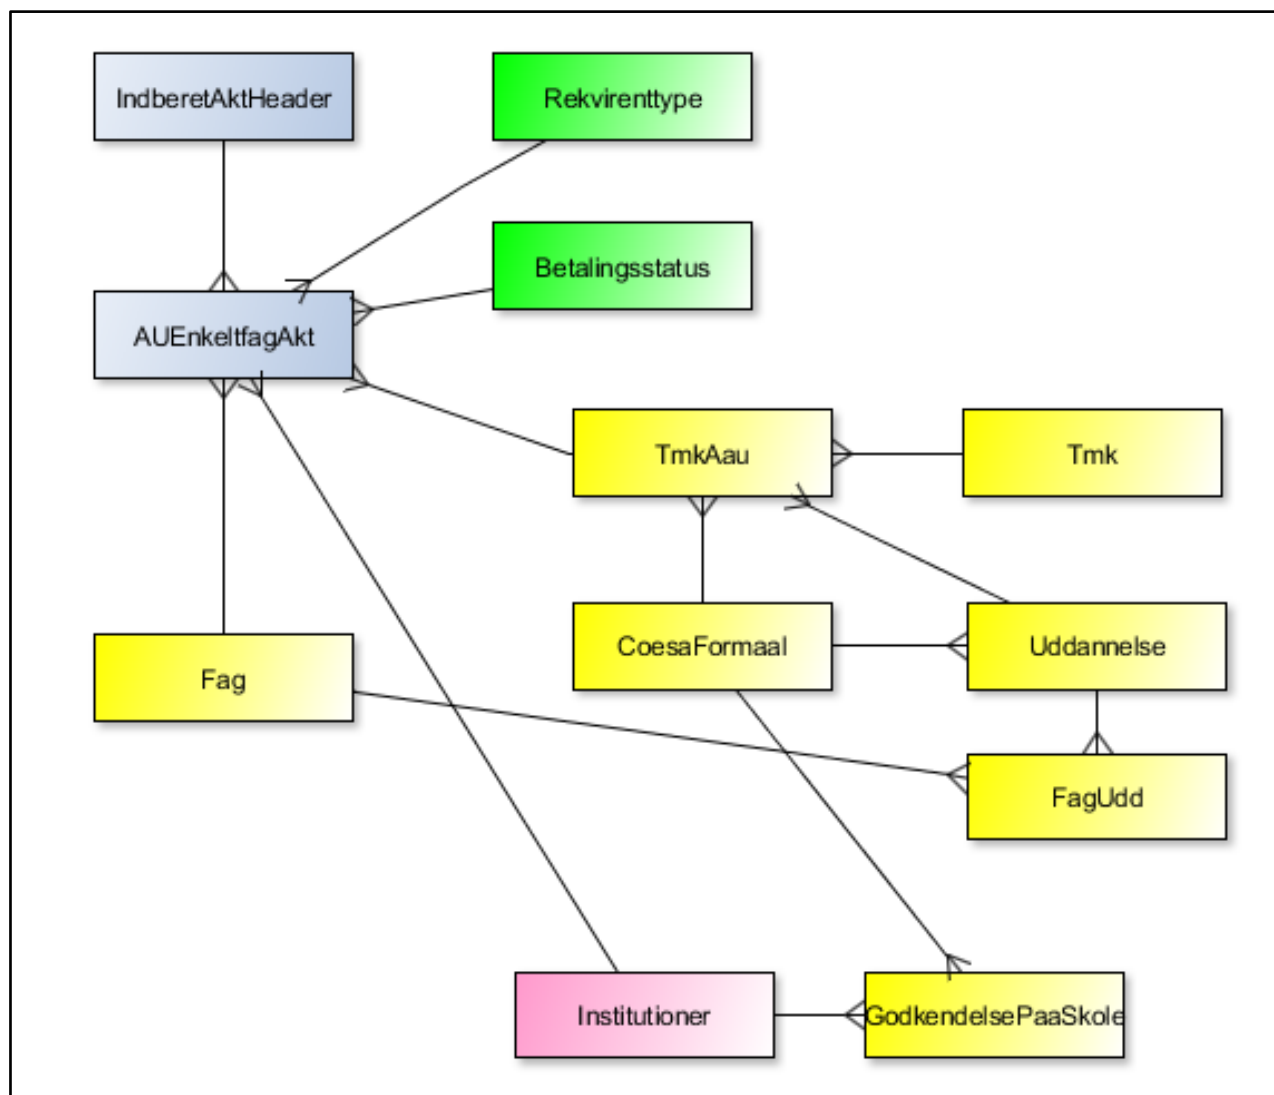 IndberetAktHeader
Rekvirenttype
Betalingsstatus
AUEnkeltfagAkt
TmkAau
Tmk
CoesaFormaal
Uddannelse
Fag
FagUdd
Institutioner
GodkendelsePaaSkole